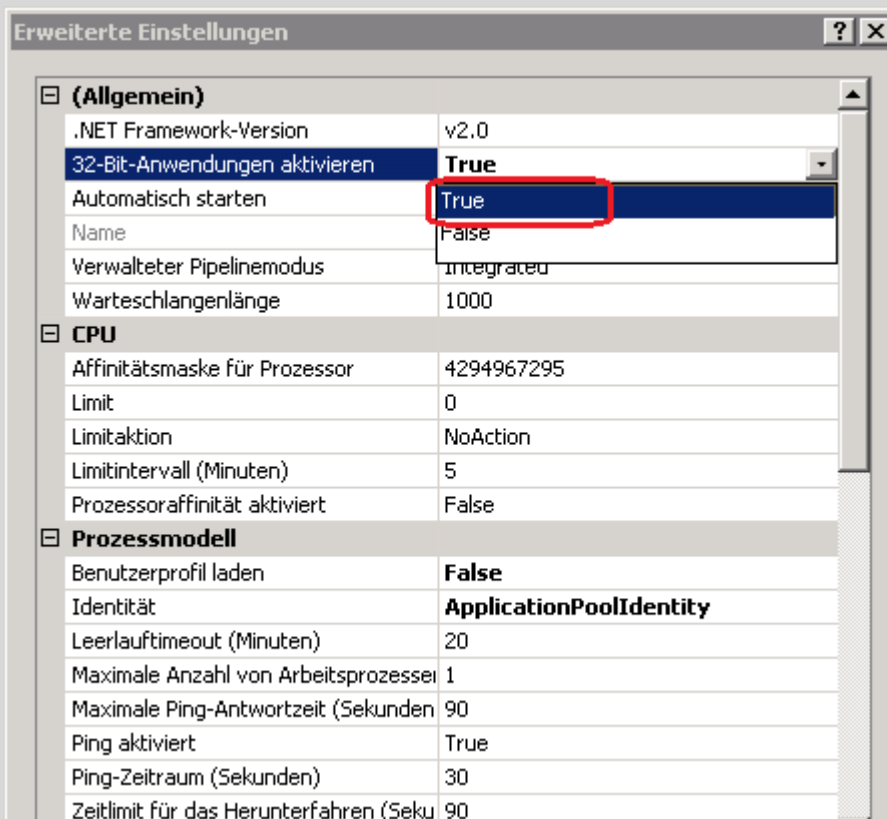 Erweiterte Einstellungen
(Allgemein)
.NET Framework-Version v2.0
32-Bit-Anwendungen aktivieren True
Automatisch starten True
Name False
Verwalteter Pipelinemodus Integrated
Warteschlangenlänge 1000
CPU
Affinitätsmaske für Prozessor 4294967295
Limit 0
Limitaktion NoAction
Limitintervall (Minuten) 5
Prozessoraffinität aktiviert False
Prozessmodell
Benutzerprofil laden False
Identität ApplicationPoolIdentity
Leerlauftimeout (Minuten) 20
Maximale Anzahl von Arbeitsprozesse 1
Maximale Ping-Antwortzeit (Sekunden 90
Ping aktiviert True
Ping-Zeitraum (Sekunden) 30
Zeitlimit für das Herunterfahren (Seku 90